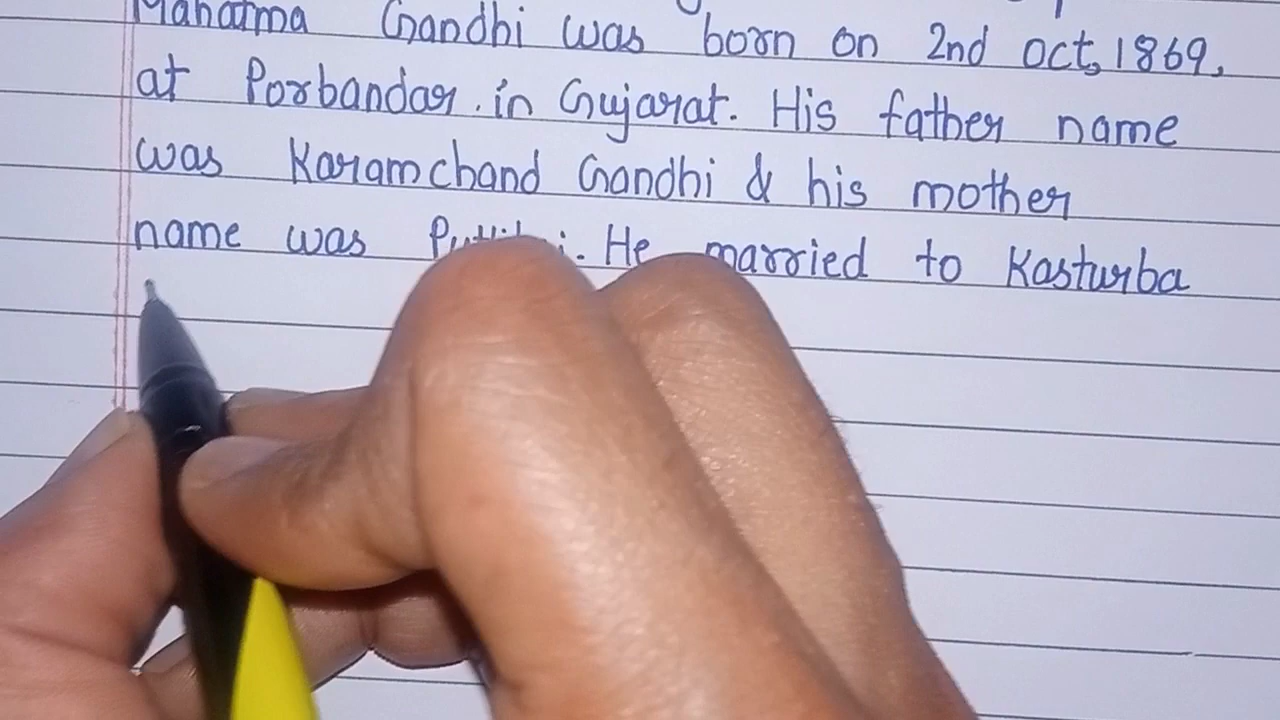 Mahatma Gandhi was born on 2nd Oct, 1869,
at Porbandar. in Gujarat. His father name
was Karamchand Gandhi & his mother
name was He married to Kasturba